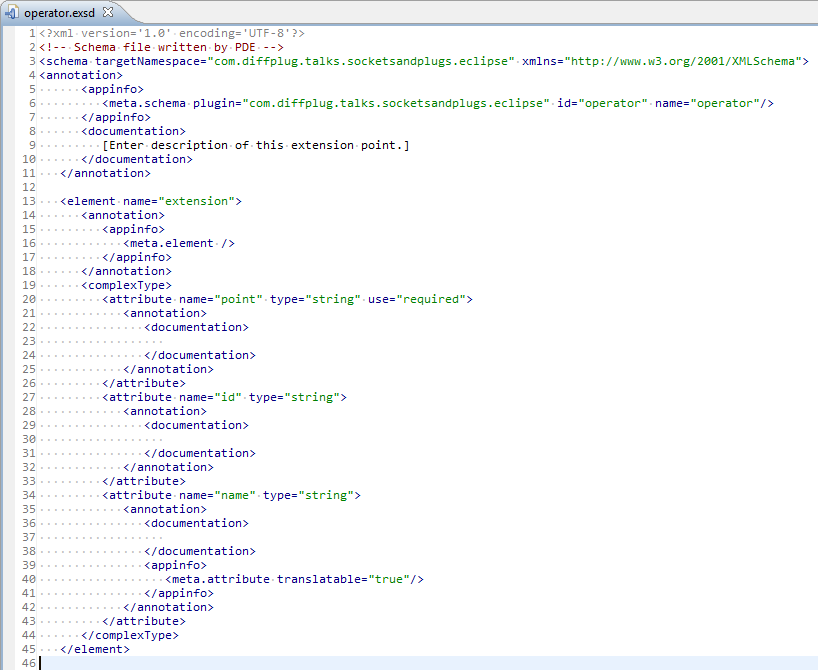 operator.exsd
1 <?xml version='1.0' encoding='UTF-8'?>
2 <!-- Schema file written by PDE -->
3 <schema targetNamespace="com.diffplug.talks.socketsandplugs.eclipse" xmlns="http://www.w3.org/2001/XMLSchema">
4 <annotation>
5       <appinfo>
6          <meta.schema plugin="com.diffplug.talks.socketsandplugs.eclipse" id="operator" name="operator"/>
7       </appinfo>
8       <documentation>
9          [Enter description of this extension point.]
10       </documentation>
11    </annotation>
12
13    <element name="extension">
14       <annotation>
15          <appinfo>
16             <meta.element />
17          </appinfo>
18       </annotation>
19       <complexType>
20          <attribute name="point" type="string" use="required">
21             <annotation>
22                <documentation>
23
24                </documentation>
25             </annotation>
26          </attribute>
27          <attribute name="id" type="string">
28             <annotation>
29                <documentation>
30
31                </documentation>
32             </annotation>
33          </attribute>
34          <attribute name="name" type="string">
35             <annotation>
36                <documentation>
37
38                </documentation>
39                <appinfo>
40                   <meta.attribute translatable="true"/>
41                </appinfo>
42             </annotation>
43          </attribute>
44       </complexType>
45    </element>
46